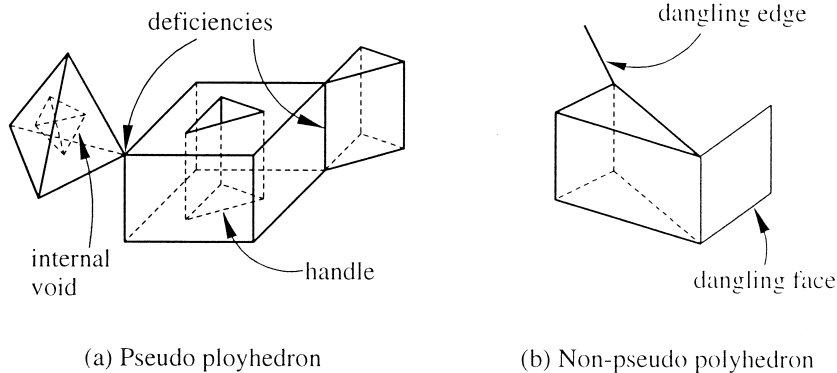 deficiencies
dangling edge
internal
void
handle
dangling face
(a) Pseudo ployhedron
(b) Non-pseudo polyhedron